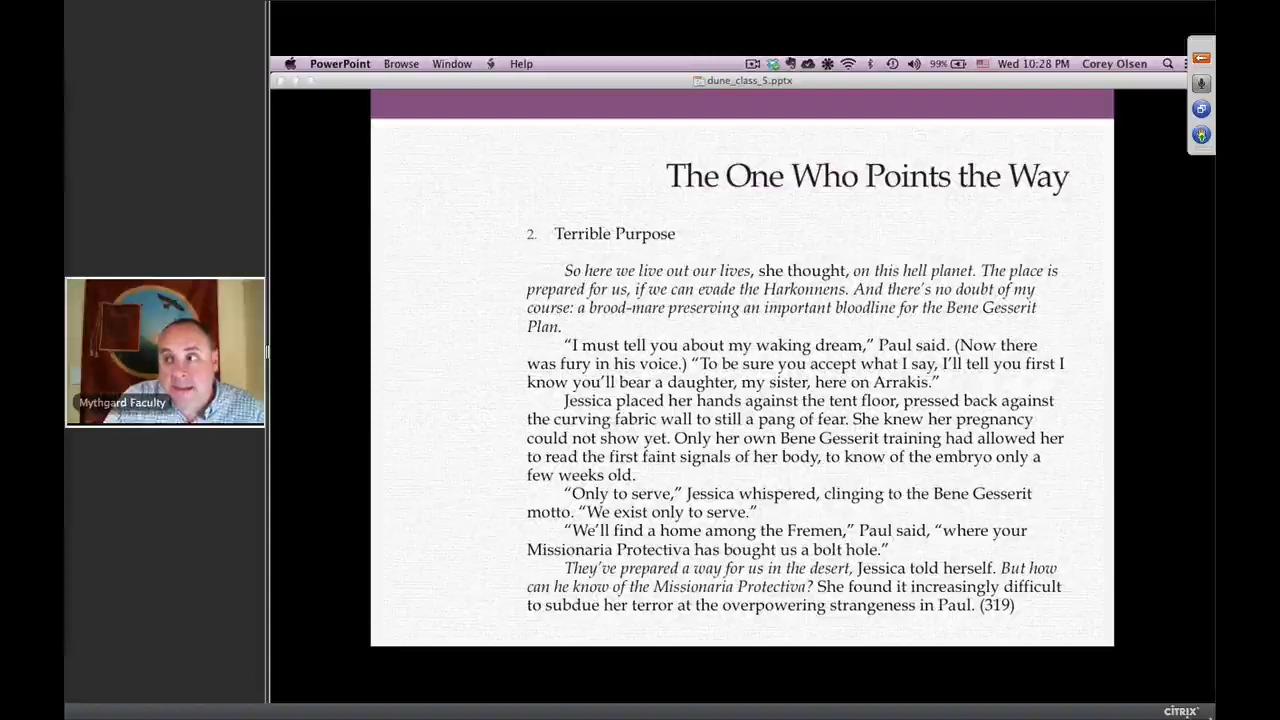 PowerPoint Browse Window Help 99% Wed 10:28 PM Corey Olsen
dune_class_5.pptx
The One Who Points the Way
2. Terrible Purpose
So here we live out our lives, she thought, on this hell planet. The place is
prepared for us, if we can evade the Harkonnens. And there's no doubt of my
course: a brood-mare preserving an important bloodline for the Bene Gesserit
Plan.
“I must tell you about my waking dream,” Paul said. (Now there
was fury in his voice.) “To be sure you accept what I say, I’ll tell you first I
know you’ll bear a daughter, my sister, here on Arrakis.”
Jessica placed her hands against the tent floor, pressed back against
the curving fabric wall to still a pang of fear. She knew her pregnancy
could not show yet. Only her own Bene Gesserit training had allowed her
to read the first faint signals of her body, to know of the embryo only a
few weeks old.
“Only to serve,” Jessica whispered, clinging to the Bene Gesserit
motto. “We exist only to serve.”
“We’ll find a home among the Fremen,” Paul said, “where your
Missionaria Protectiva has bought us a bolt hole.”
They’ve prepared a way for us in the desert, Jessica told herself. But how
can he know of the Missionaria Protectiva? She found it increasingly difficult
to subdue her terror at the overpowering strangeness in Paul. (319)
Mythgard Faculty
CITRIX